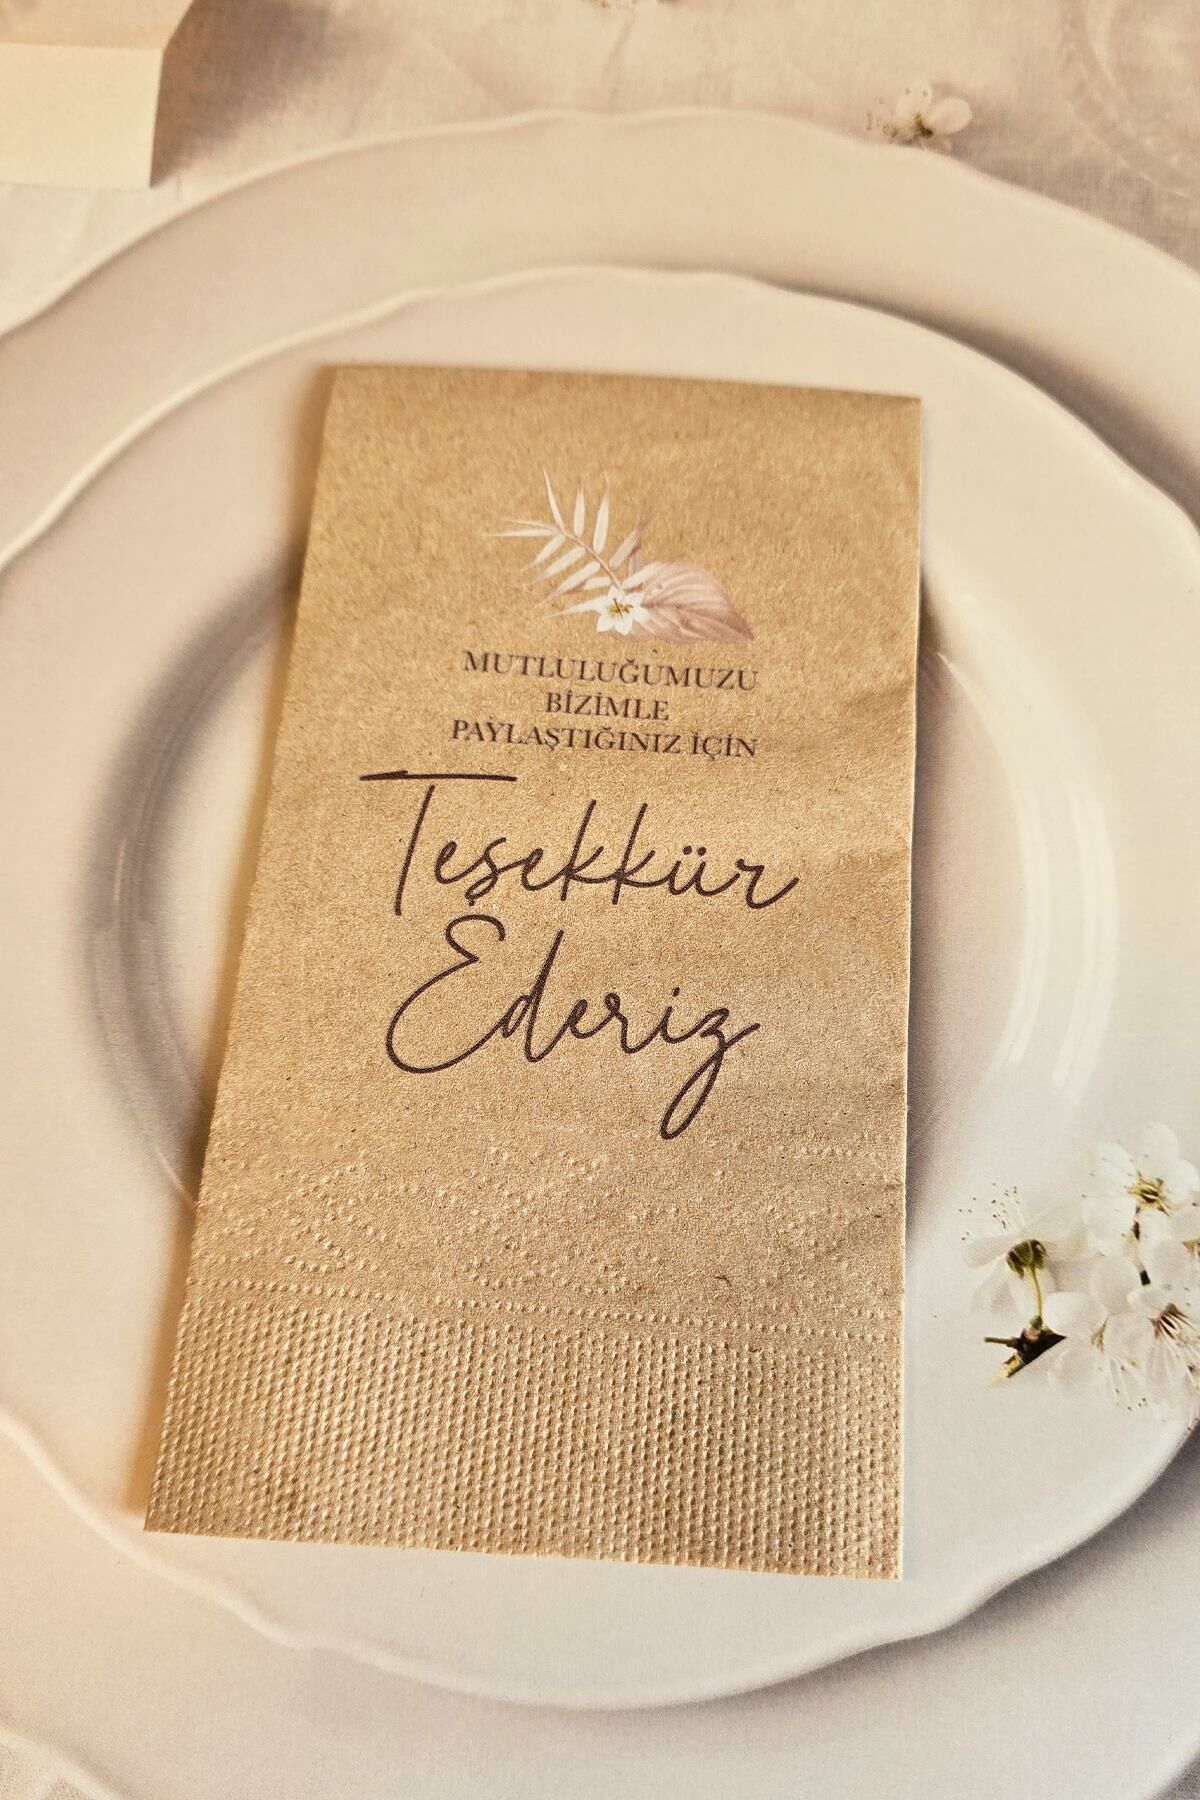 MUTLULUĞUMUZU
BİZİMLE
PAYLAŞTIĞINIZ İÇİN
Teşekkür
Ederiz